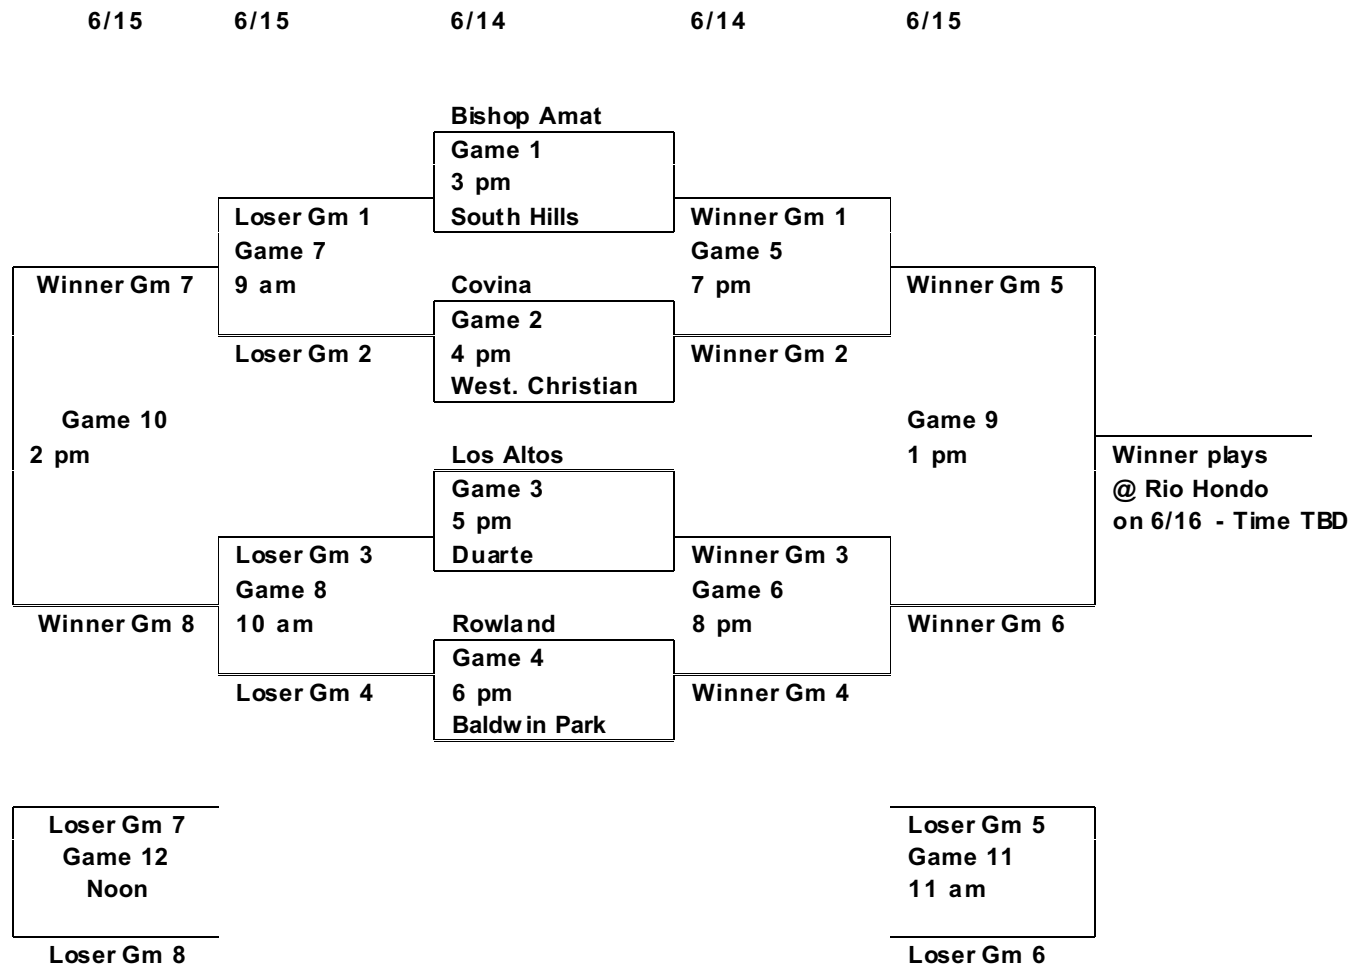 6/15 6/15 6/14 6/14 6/15
Bishop Amat
Game 1
3 pm
Loser Gm 1 South Hills Winner Gm 1
Game 7 Game 5
Winner Gm 7 9 am Covina 7 pm Winner Gm 5
Game 2
Loser Gm 2 4 pm Winner Gm 2
West. Christian
Game 10 Game 9
2 pm Los Altos 1 pm Winner plays
Game 3 @ Rio Hondo
5 pm on 6/16 - Time TBD
Loser Gm 3 Duarte Winner Gm 3
Game 8 Game 6
Winner Gm 8 10 am Rowland 8 pm Winner Gm 6
Game 4
Loser Gm 4 6 pm Winner Gm 4
Baldwin Park
Loser Gm 7 Loser Gm 5
Game 12 Game 11
Noon 11 am
Loser Gm 8 Loser Gm 6